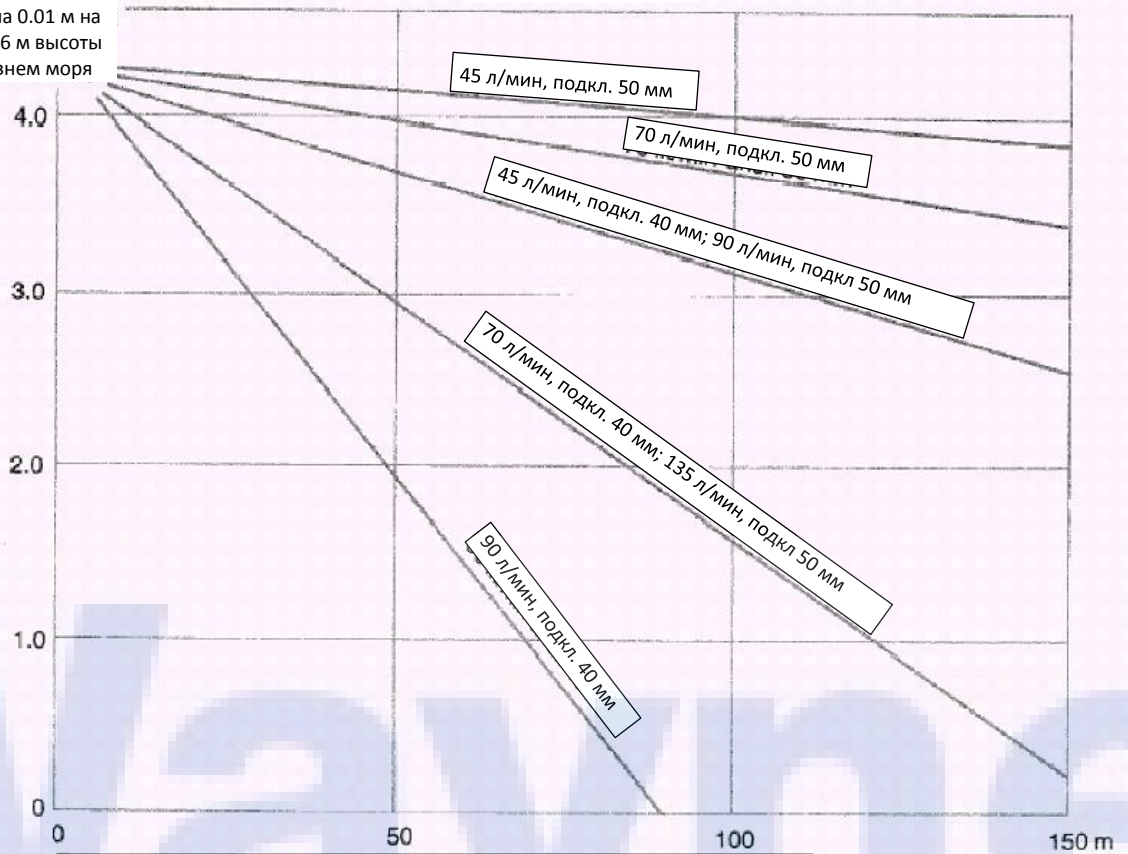 на 0.01 м на
6 м высоты
внем моря
45 л/мин, подкл. 50 мм
4.0
70 л/мин, подкл. 50 мм
45 л/мин, подкл. 40 мм; 90 л/мин, подкл 50 мм
3.0
70 л/мин, подкл. 40 мм; 135 л/мин, подкл 50 мм
2.0
90 л/мин, подкл. 40 мм
1.0
0
0 50 100 150 m
Wayne